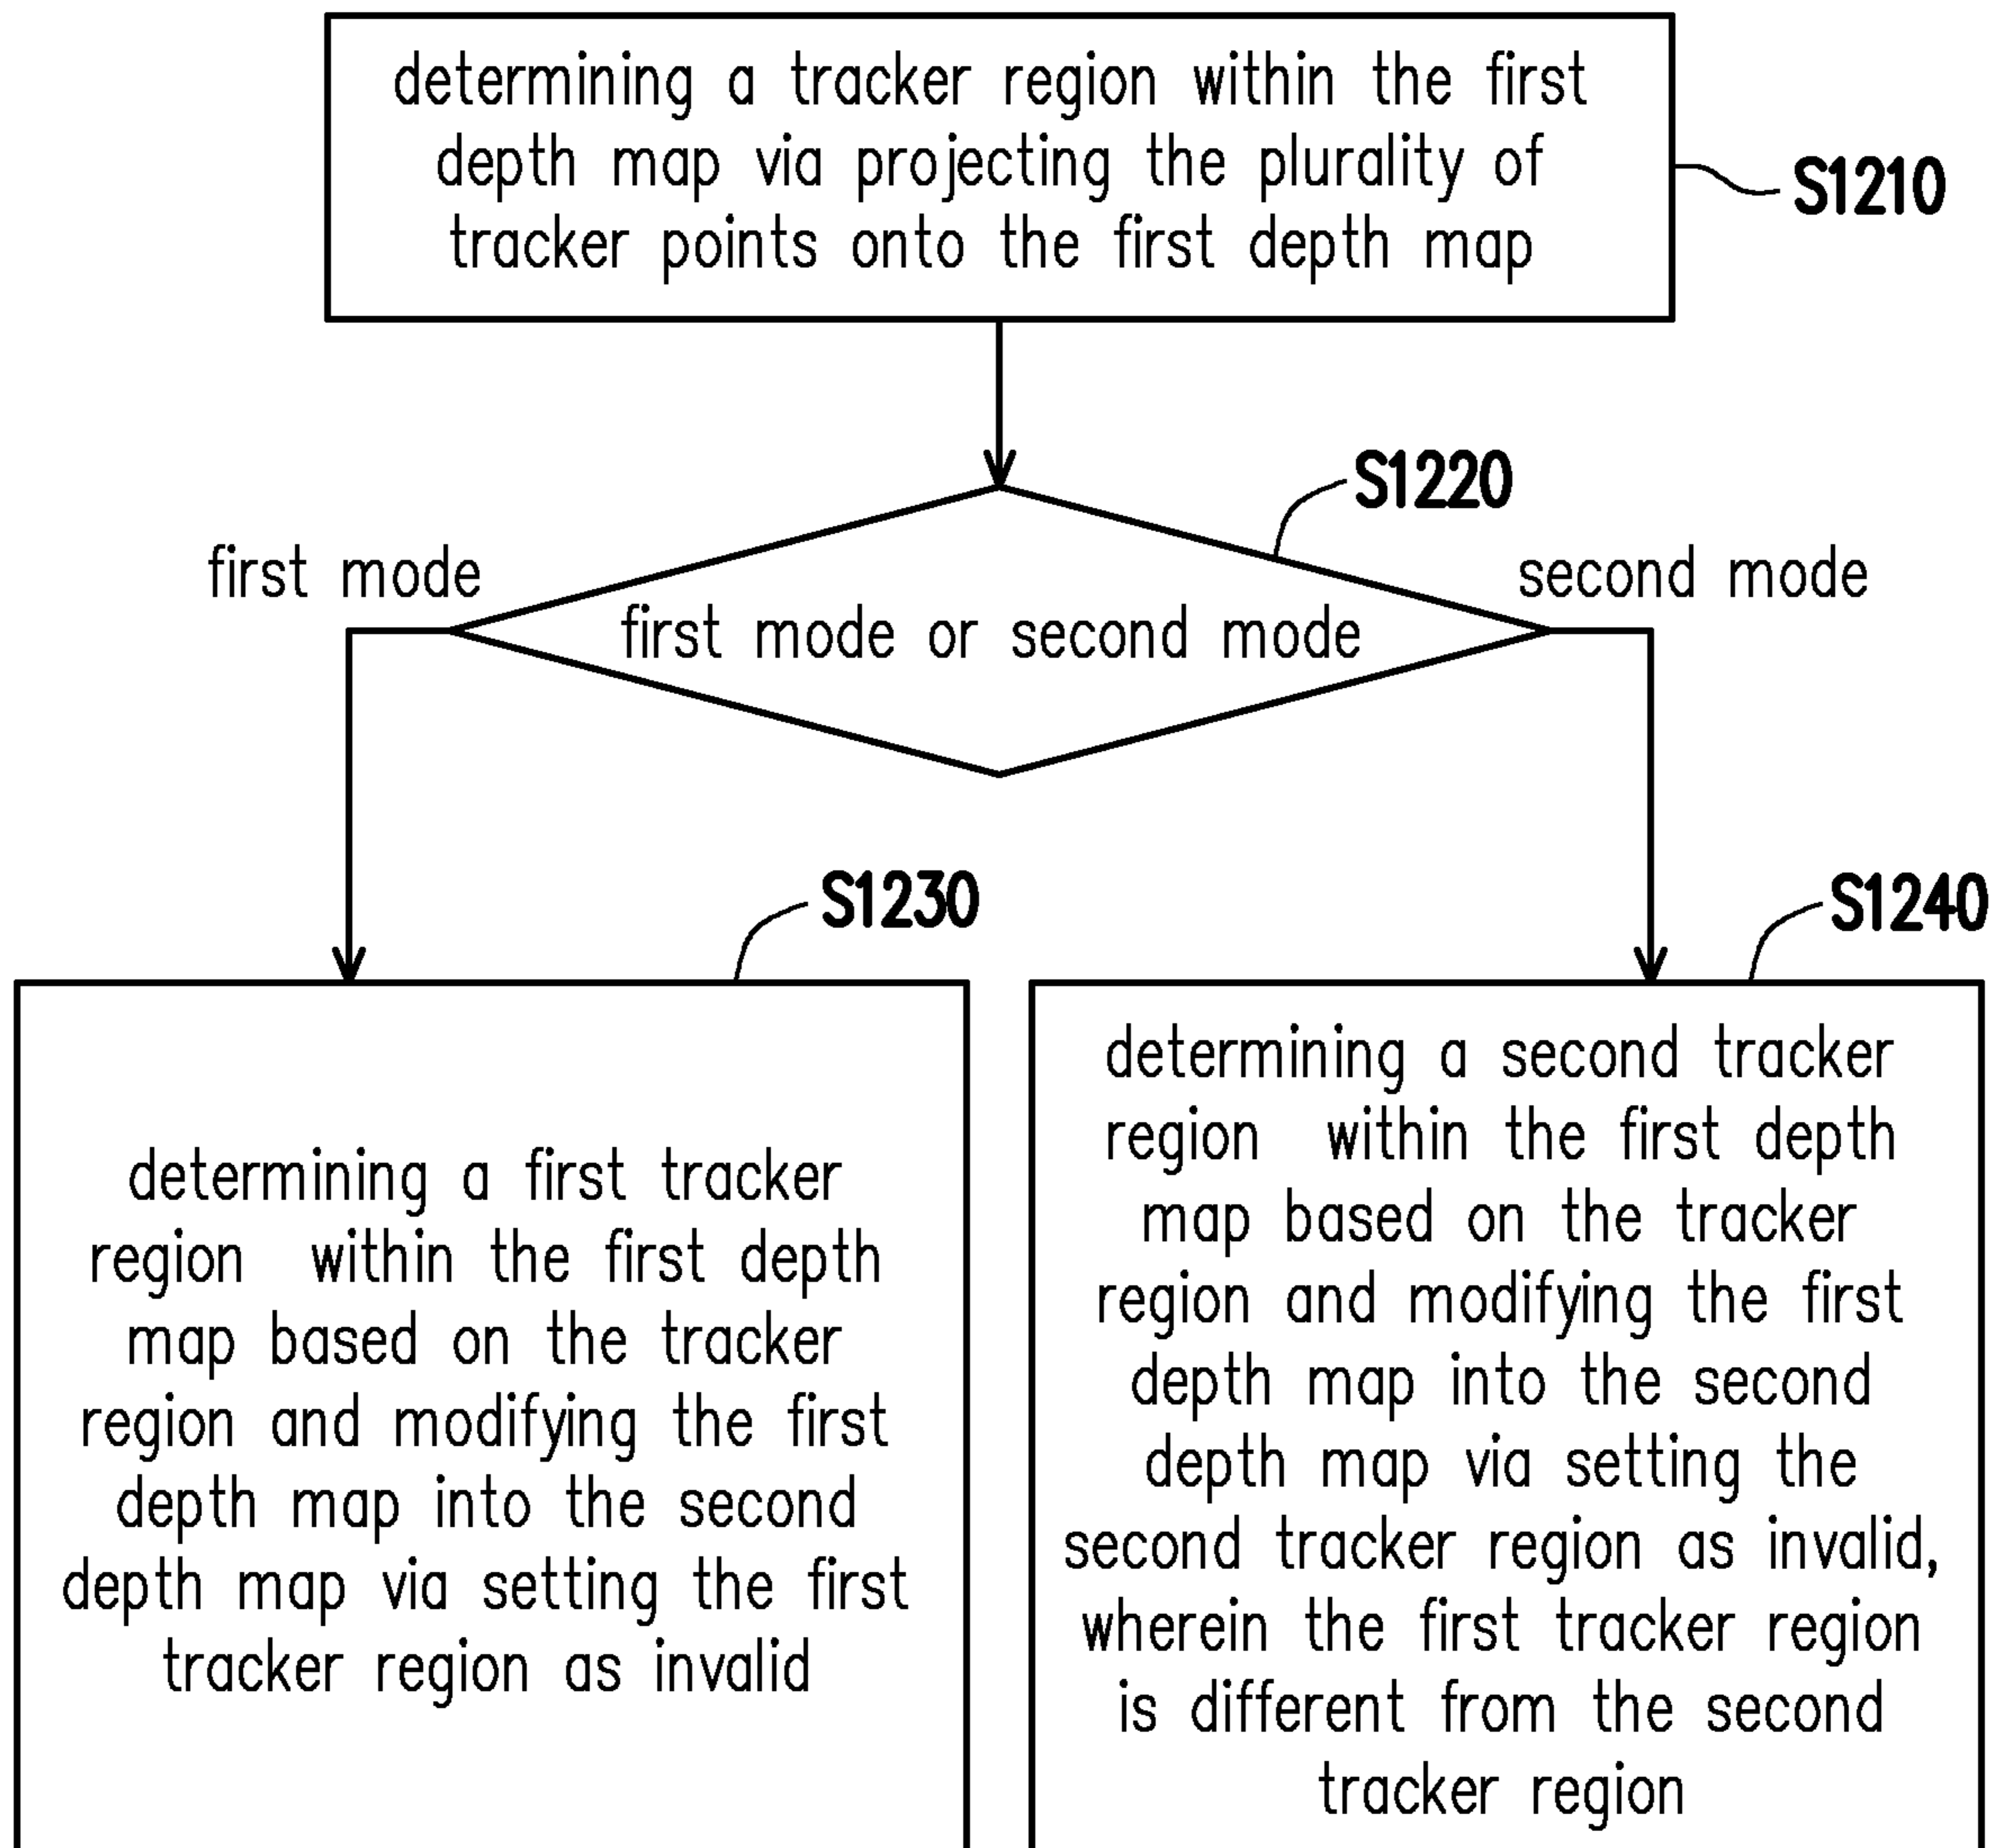 determining a tracker region within the first
depth map via projecting the plurality of
tracker points onto the first depth map
S1210
S1220
first mode
second mode
first mode or second mode
S1230
S1240
determining a first tracker
region within the first depth
map based on the tracker
region and modifying the first
depth map into the second
depth map via setting the first
tracker region as invalid
determining a second tracker
region within the first depth
map based on the tracker
region and modifying the first
depth map into the second
depth map via setting the
second tracker region as invalid,
wherein the first tracker region
is different from the second
tracker region